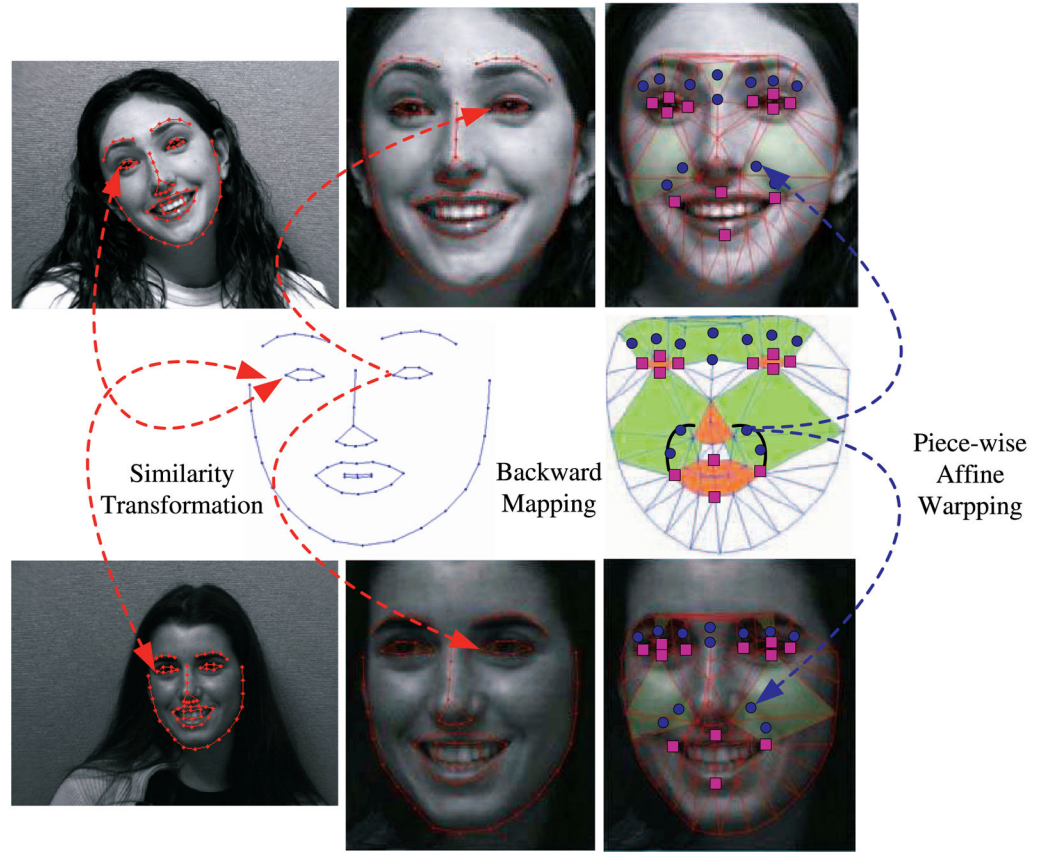 Similarity
Transformation
Backward
Mapping
Piece-wise
Affine
Warpping